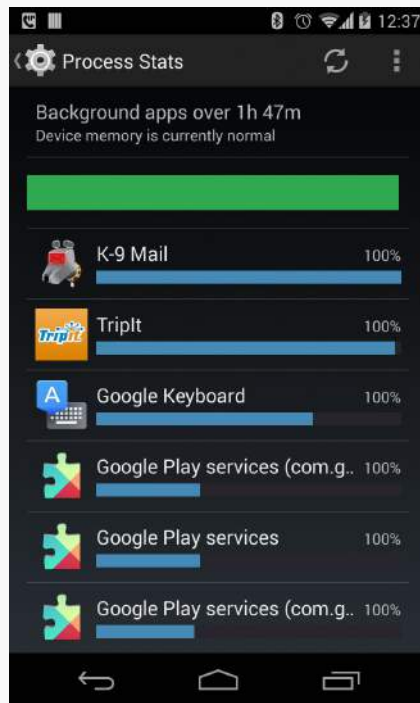 12:37
Process Stats
Background apps over 1h 47m
Device memory is currently normal
K-9 Mail 100%
TripIt
TripIt 100%
A
Google Keyboard 100%
Google Play services (com.g.. 100%
Google Play services 100%
Google Play services (com.g.. 100%